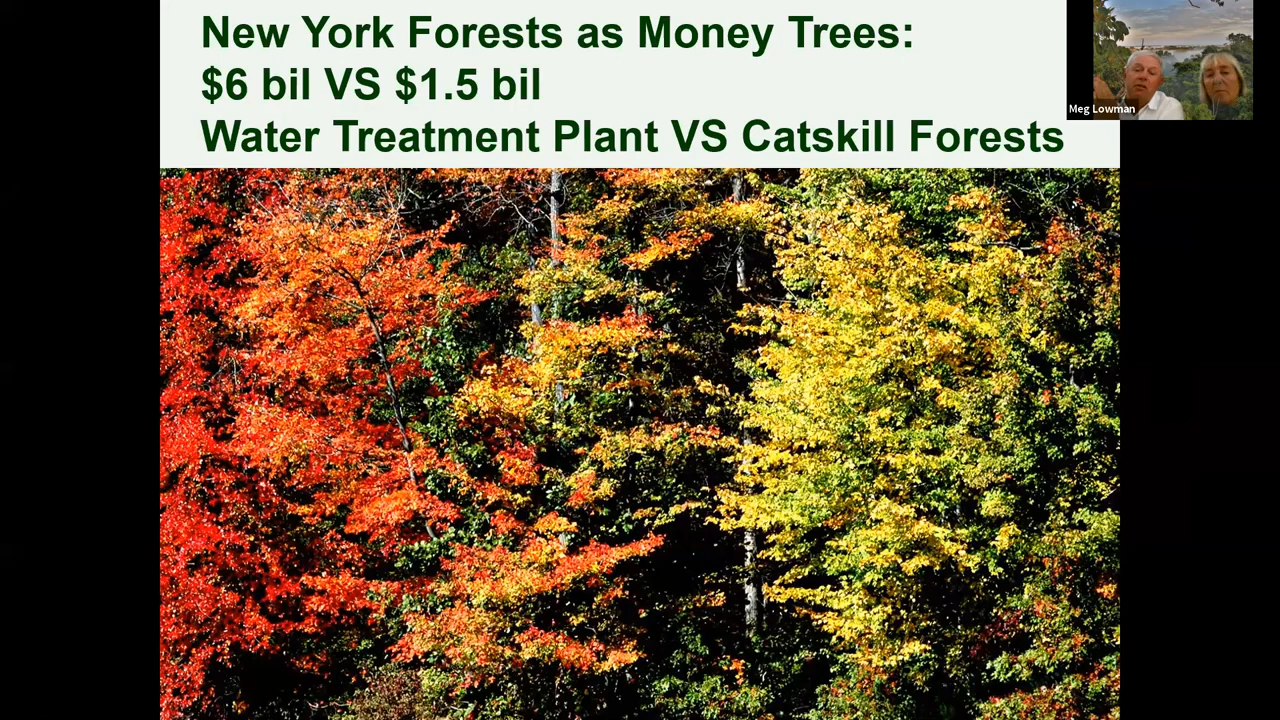 New York Forests as Money Trees:
$6 bil VS $1.5 bil
Water Treatment Plant VS Catskill Forests
Meg Lowman